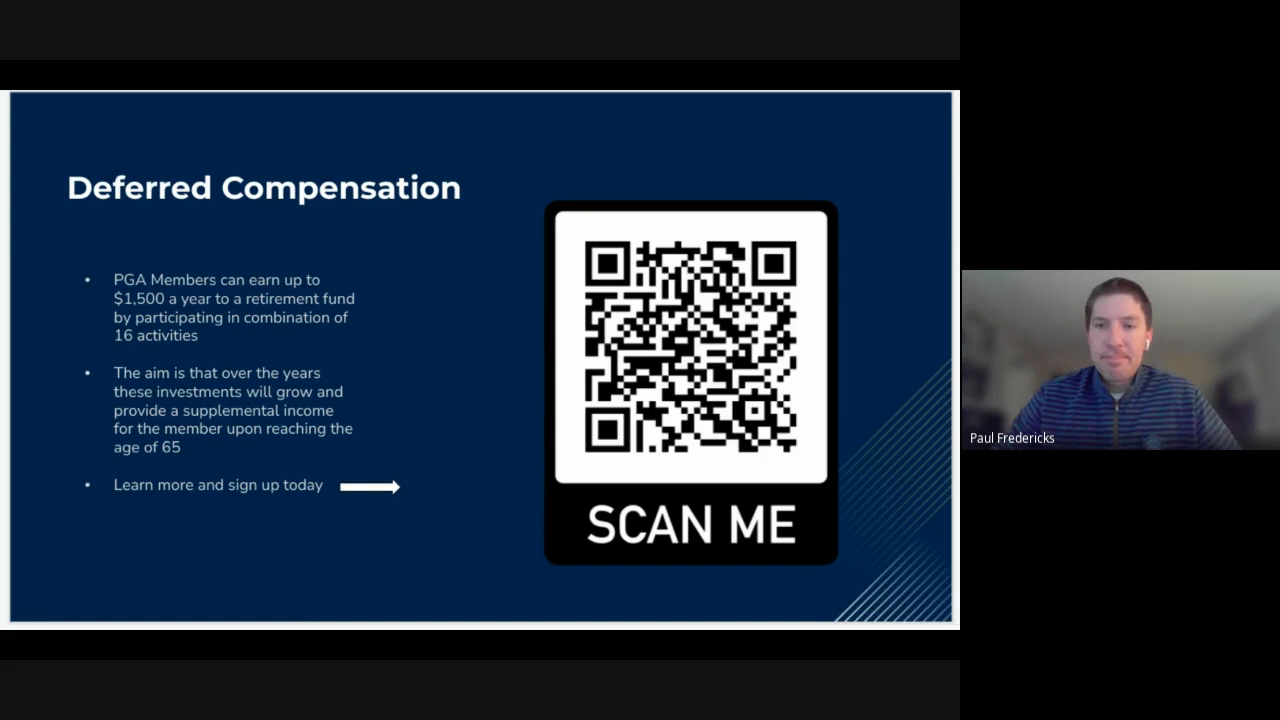 Deferred Compensation
• PGA Members can earn up to
$1,500 a year to a retirement fund
by participating in combination of
16 activities
• The aim is that over the years
these investments will grow and
provide a supplemental income
for the member upon reaching the
age of 65
• Learn more and sign up today
SCAN ME
Paul Fredericks